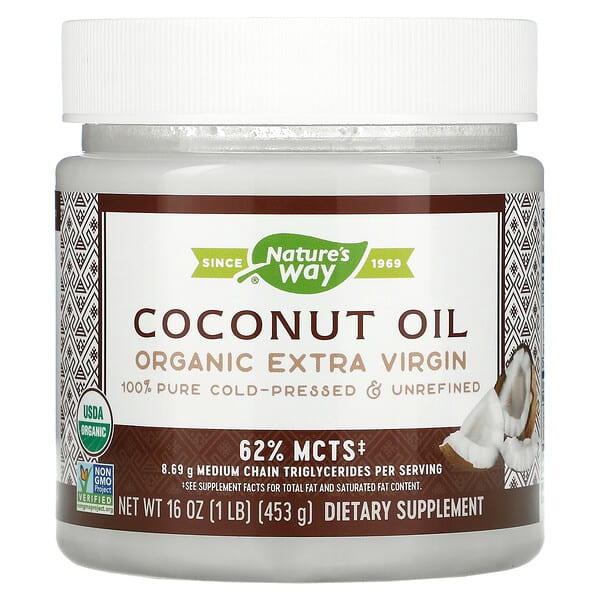 SINCE Nature's Way® 1969
COCONUT OIL
ORGANIC EXTRA VIRGIN
100% PURE COLD-PRESSED & UNREFINED
USDA
ORGANIC
62% MCTS‡
8.69 g MEDIUM CHAIN TRIGLYCERIDES PER SERVING
‡SEE SUPPLEMENT FACTS FOR TOTAL FAT AND SATURATED FAT CONTENT.
NON
GMO
Project
VERIFIED
nongmoproject.org
NET WT 16 OZ (1 LB) (453 g) DIETARY SUPPLEMENT